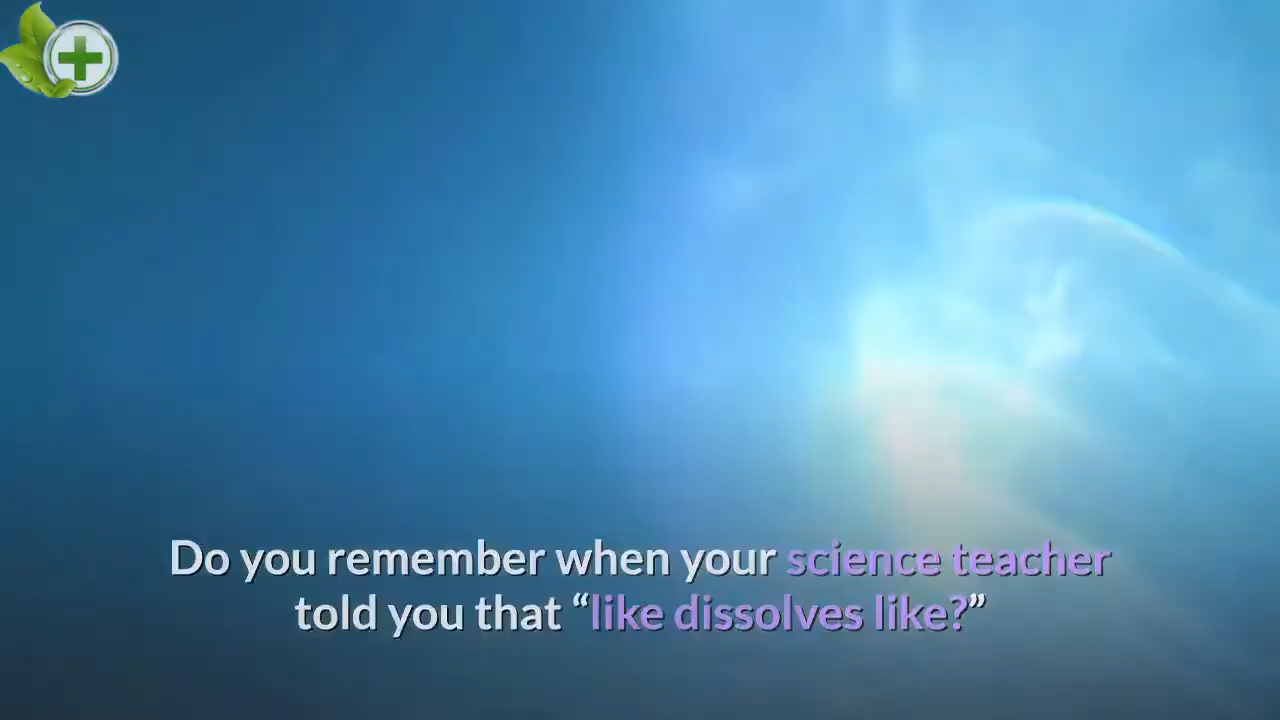 Do you remember when your science teacher
told you that “like dissolves like?”